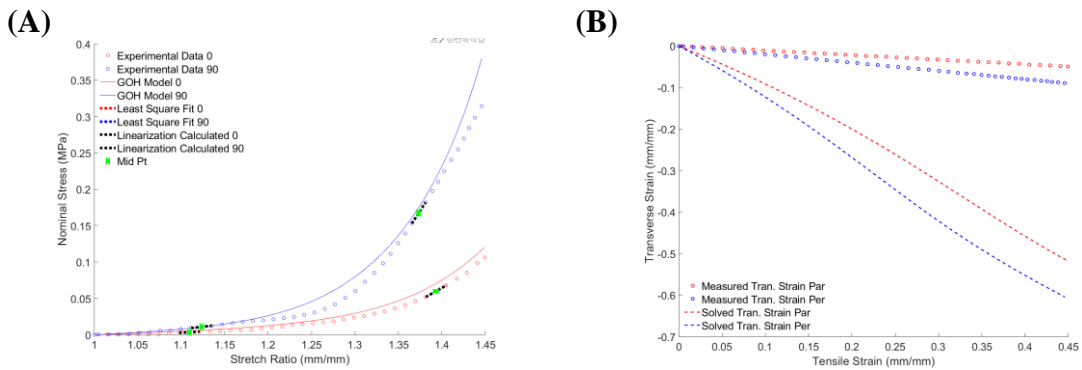 (A)
(B)
0.4
0.35
0.3
0.25
0.2
0.15
0.1
0.05
0
Nominal Stress (MPa)
Experimental Data 0
Experimental Data 90
GOH Model 0
GOH Model 90
Least Square Fit 0
Least Square Fit 90
Linearization Calculated 0
Linearization Calculated 90
Mid Pt
1 1.05 1.1 1.15 1.2 1.25 1.3 1.35 1.4 1.45
Stretch Ratio (mm/mm)
0
-0.1
-0.2
-0.3
-0.4
-0.5
-0.6
-0.7
Transverse Strain (mm/mm)
Measured Tran. Strain Par
Measured Tran. Strain Per
Solved Tran. Strain Par
Solved Tran. Strain Per
0 0.05 0.1 0.15 0.2 0.25 0.3 0.35 0.4 0.45
Tensile Strain (mm/mm)